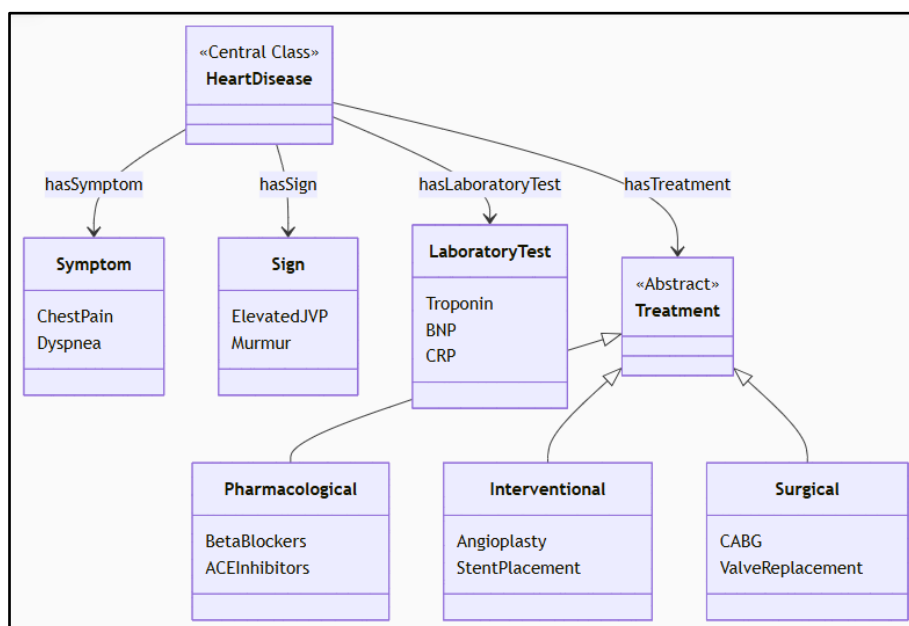 «Central Class»
HeartDisease
hasSymptom
hasSign
hasLaboratoryTest
hasTreatment
Symptom
ChestPain
Dyspnea
Sign
ElevatedJVP
Murmur
LaboratoryTest
Troponin
BNP
CRP
«Abstract»
Treatment
Pharmacological
BetaBlockers
ACEInhibitors
Interventional
Angioplasty
StentPlacement
Surgical
CABG
ValveReplacement